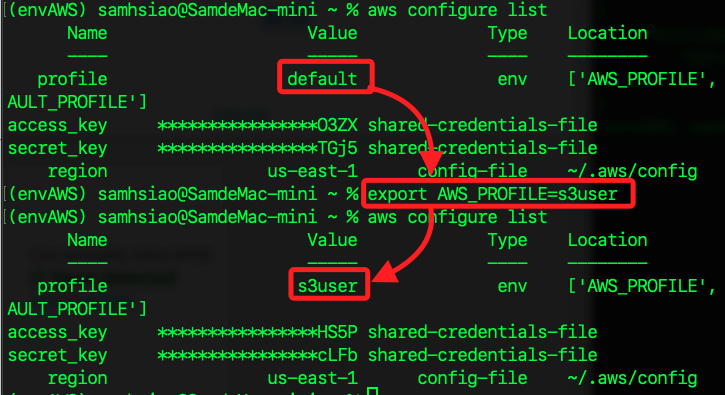 (envAWS) samhsiao@SamdeMac-mini ~ % aws configure list
Name Value Type Location
---- ----- ---- --------
profile default env ['AWS_PROFILE',
AULT_PROFILE']
access_key ****************O3ZX shared-credentials-file
secret_key ****************TGj5 shared-credentials-file
region us-east-1 config-file ~/.aws/config
(envAWS) samhsiao@SamdeMac-mini ~ % export AWS_PROFILE=s3user
(envAWS) samhsiao@SamdeMac-mini ~ % aws configure list
Name Value Type Location
---- ----- ---- --------
profile s3user env ['AWS_PROFILE',
AULT_PROFILE']
access_key ****************HS5P shared-credentials-file
secret_key ****************cLFb shared-credentials-file
region us-east-1 config-file ~/.aws/config